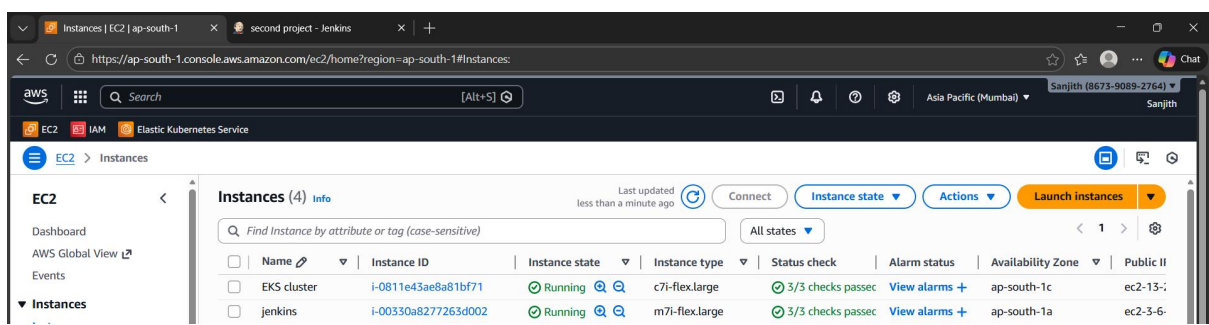 Instances | EC2 | ap-south-1
second project - Jenkins
https://ap-south-1.console.aws.amazon.com/ec2/home?region=ap-south-1#Instances:
Chat
aws
Search [Alt+S]
Asia Pacific (Mumbai)
Sanjith (8673-9089-2764)
Sanjith
EC2 IAM Elastic Kubernetes Service
EC2 > Instances
EC2
Dashboard
AWS Global View
Events
Instances
Instances (4) Info
Last updated
less than a minute ago
Connect
Instance state
Actions
Launch instances
Find Instance by attribute or tag (case-sensitive)
All states
1
Name Instance ID Instance state Instance type Status check Alarm status Availability Zone Public
EKS cluster i-0811e43ae8a81bf71 Running c7i-flex.large 3/3 checks passec View alarms + ap-south-1c ec2-13-
jenkins i-00330a8277263d002 Running m7i-flex.large 3/3 checks passec View alarms + ap-south-1a ec2-3-6-